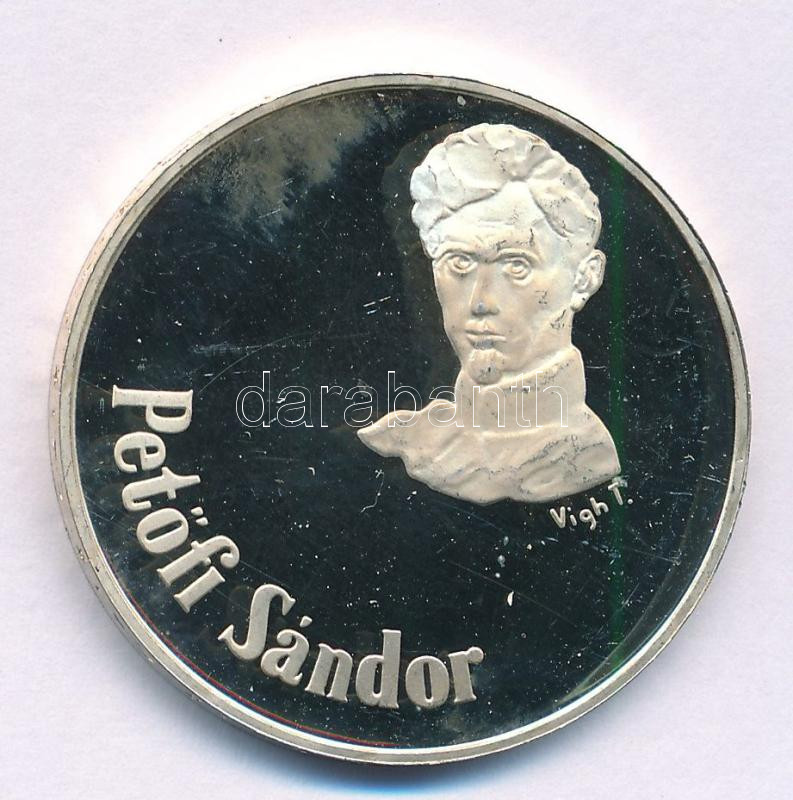 darabanth
Vigh T.
Petőfi Sándor